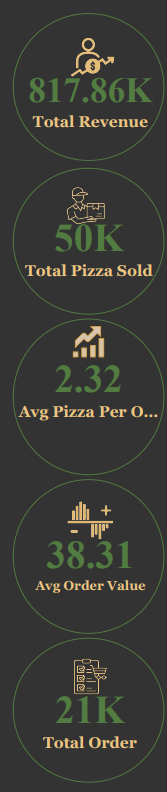 817.86K
Total Revenue
50K
Total Pizza Sold
2.32
Avg Pizza Per O...
38.31
Avg Order Value
21K
Total Order